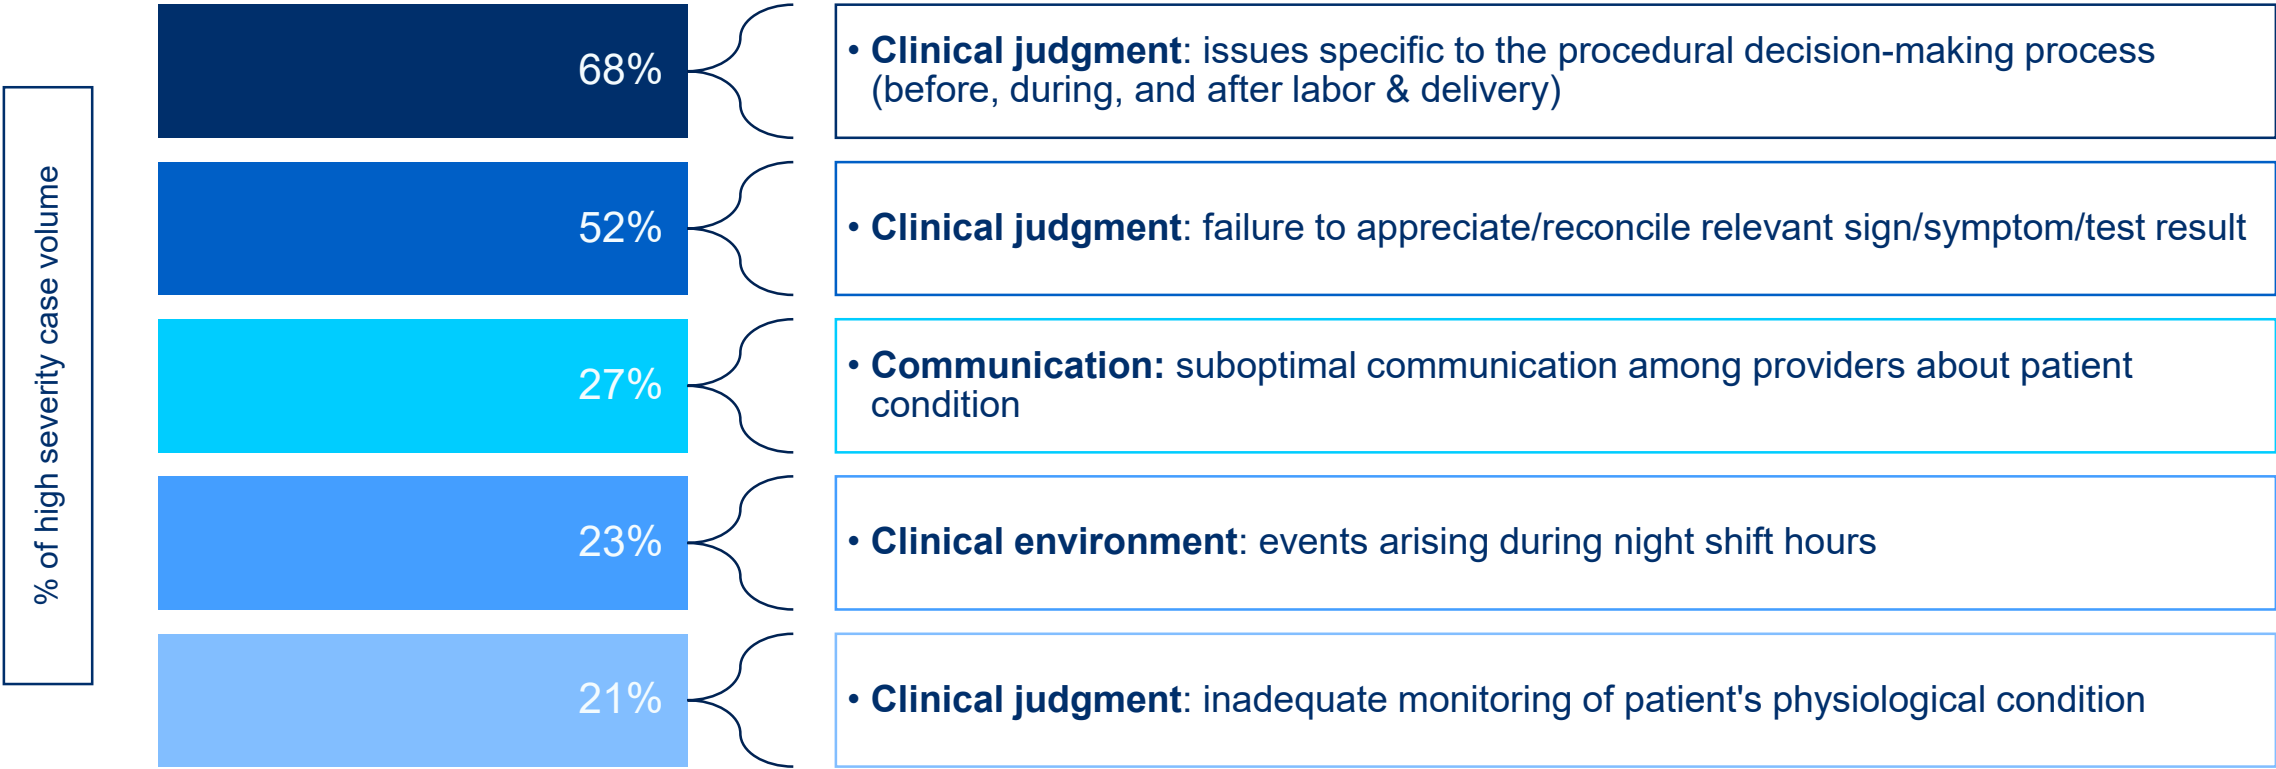 % of high severity case volume
68%
• Clinical judgment: issues specific to the procedural decision-making process
(before, during, and after labor & delivery)
52%
• Clinical judgment: failure to appreciate/reconcile relevant sign/symptom/test result
27%
• Communication: suboptimal communication among providers about patient
condition
23%
• Clinical environment: events arising during night shift hours
21%
• Clinical judgment: inadequate monitoring of patient's physiological condition